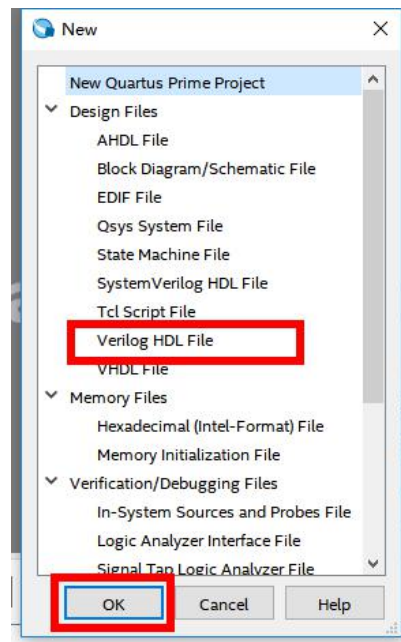 New
New Quartus Prime Project
Design Files
AHDL File
Block Diagram/Schematic File
EDIF File
Qsys System File
State Machine File
SystemVerilog HDL File
Tcl Script File
Verilog HDL File
VHDL File
Memory Files
Hexadecimal (Intel-Format) File
Memory Initialization File
Verification/Debugging Files
In-System Sources and Probes File
Logic Analyzer Interface File
Signal Tap Logic Analyzer File
OK Cancel Help